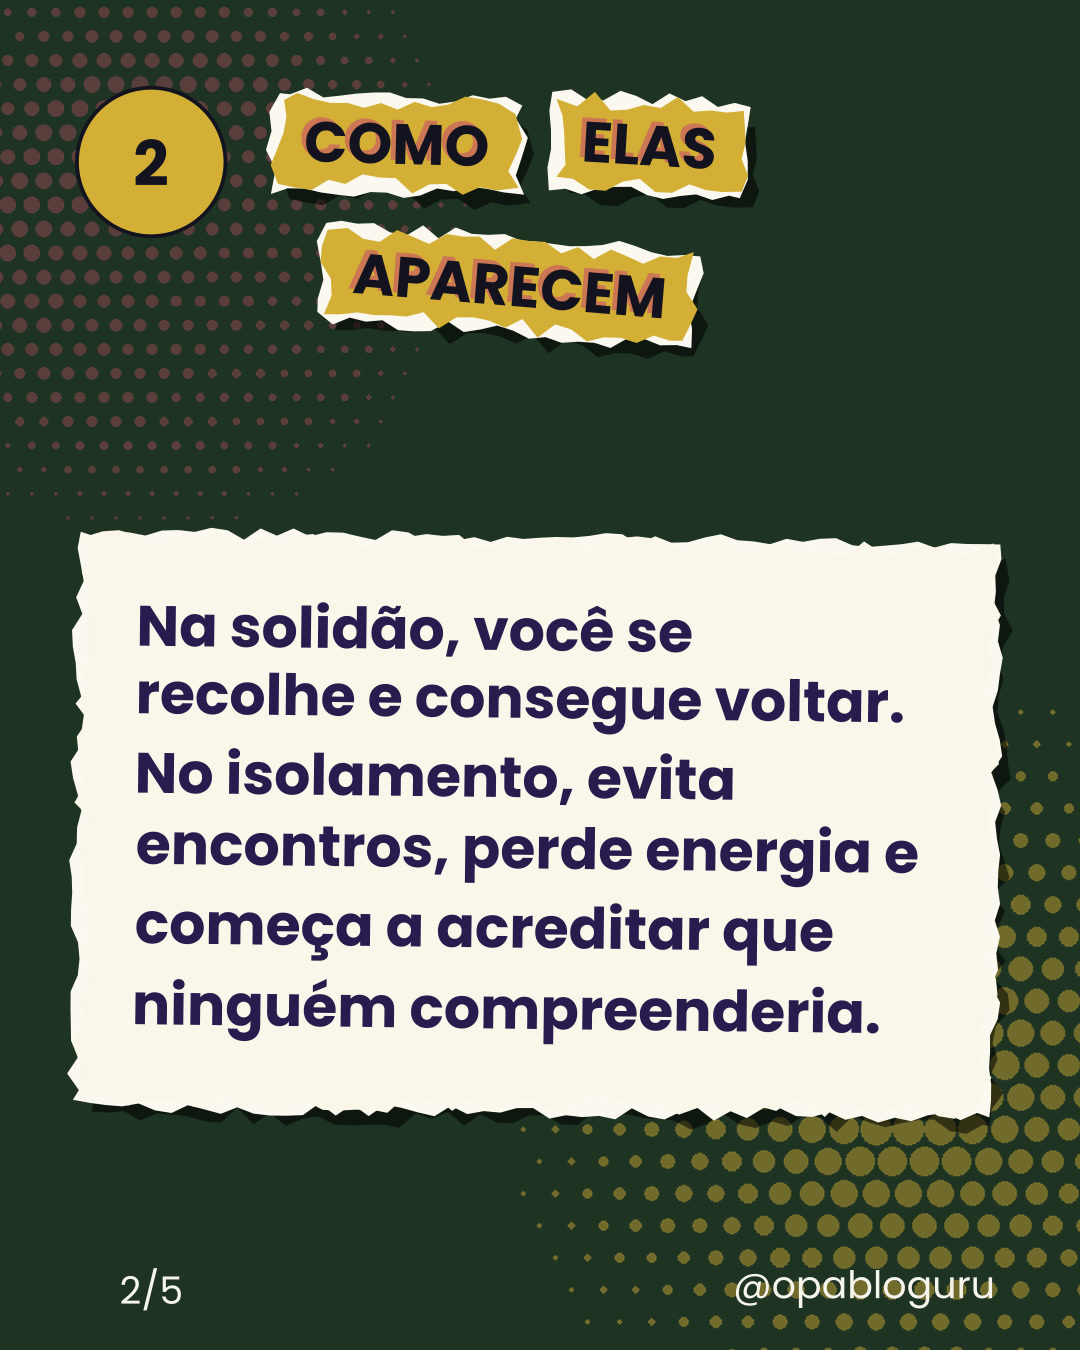 2
COMO ELAS
APARECEM
Na solidão, você se
recolhe e consegue voltar.
No isolamento, evita
encontros, perde energia e
começa a acreditar que
ninguém compreenderia.
2/5
@opabloguru